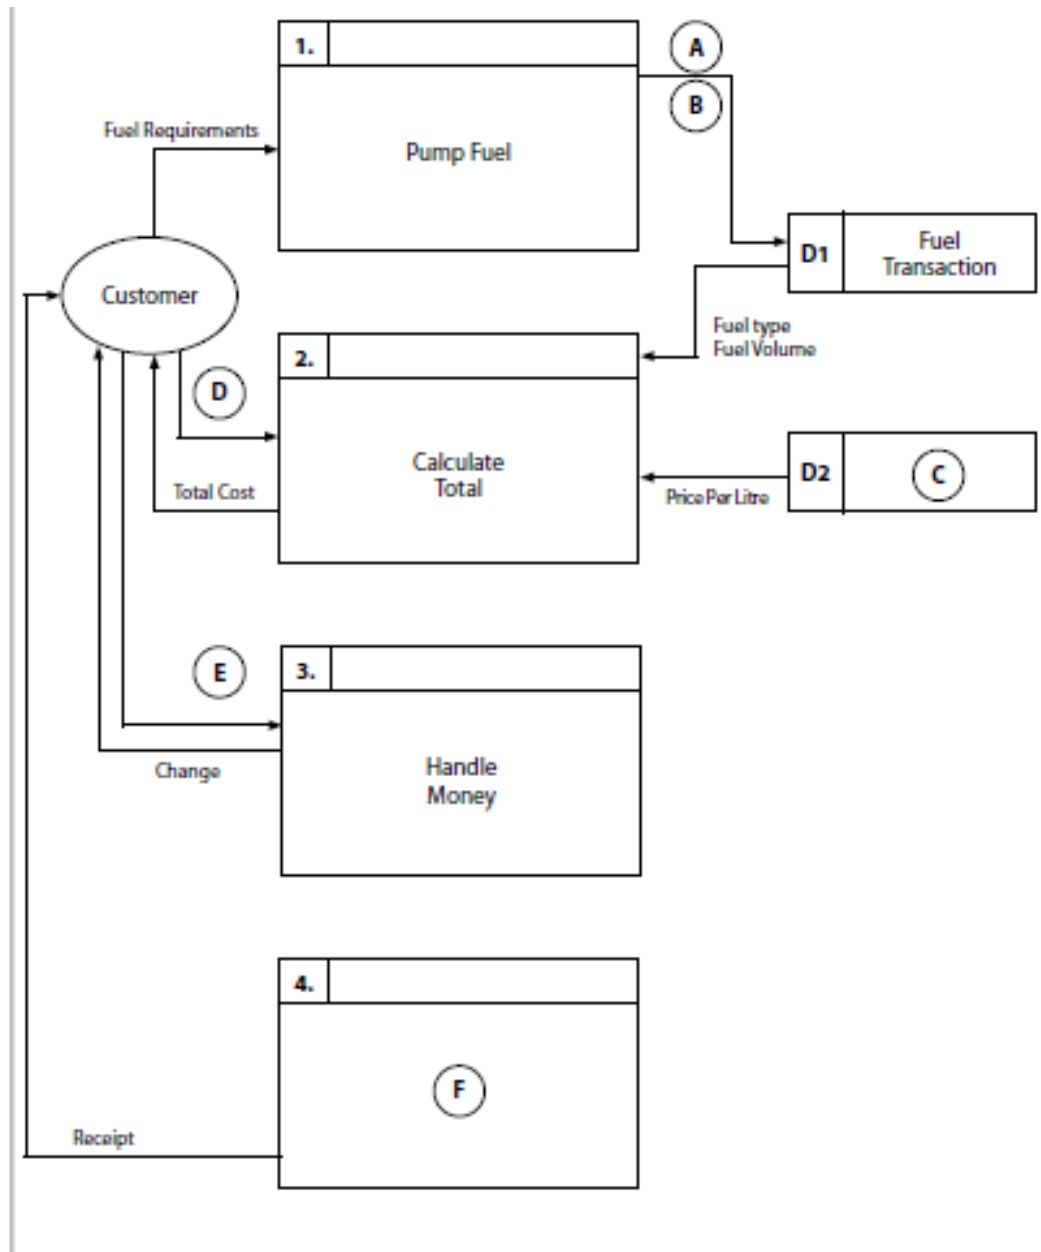 1.
A
B
Fuel Requirements
Pump Fuel
D1
Fuel
Transaction
Customer
Fuel type
Fuel Volume
2.
D
Calculate
Total
D2
C
Total Cost
Price Per Litre
E
3.
Change
Handle
Money
4.
F
Receipt